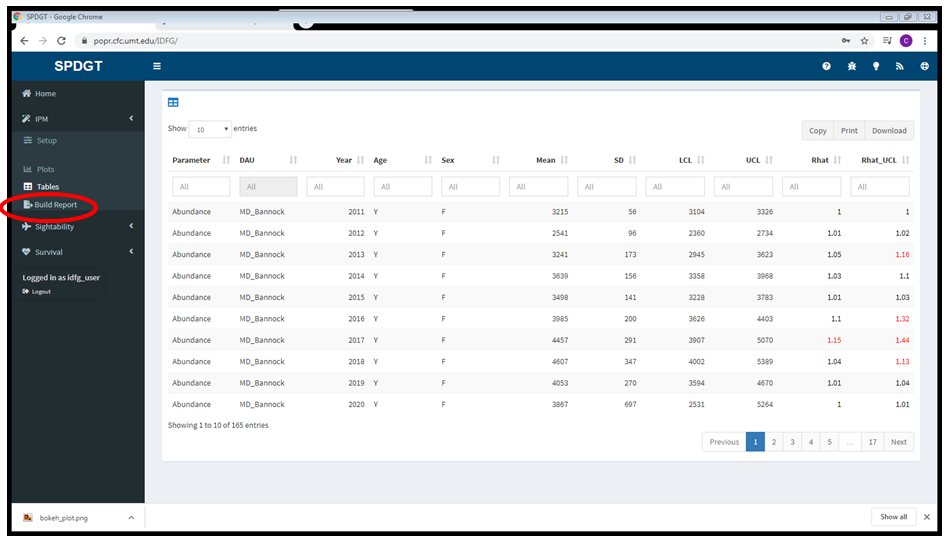 SPDGT - Google Chrome
popr.cfc.umt.edu/IDFG/
C
SPDGT
Home
IPM
Setup
Plots
Tables
Build Report
Sightability
Survival
Logged in as idfg_user
Logout
Show 10 entries
Copy Print Download
Parameter DAU Year Age Sex Mean SD LCL UCL Rhat Rhat_UCL
All All All All All All All All All All All
Abundance MD_Bannock 2011 Y F 3215 56 3104 3326 1 1
Abundance MD_Bannock 2012 Y F 2541 96 2360 2734 1.01 1.02
Abundance MD_Bannock 2013 Y F 3241 173 2945 3623 1.05 1.16
Abundance MD_Bannock 2014 Y F 3639 156 3358 3968 1.03 1.1
Abundance MD_Bannock 2015 Y F 3498 141 3228 3783 1.01 1.03
Abundance MD_Bannock 2016 Y F 3985 200 3626 4403 1.1 1.32
Abundance MD_Bannock 2017 Y F 4457 291 3907 5070 1.15 1.44
Abundance MD_Bannock 2018 Y F 4607 347 4002 5389 1.04 1.13
Abundance MD_Bannock 2019 Y F 4053 270 3594 4670 1.01 1.04
Abundance MD_Bannock 2020 Y F 3867 697 2531 5264 1 1.01
Showing 1 to 10 of 165 entries
Previous 1 2 3 4 5 ... 17 Next
bokeh_plot.png
Show all